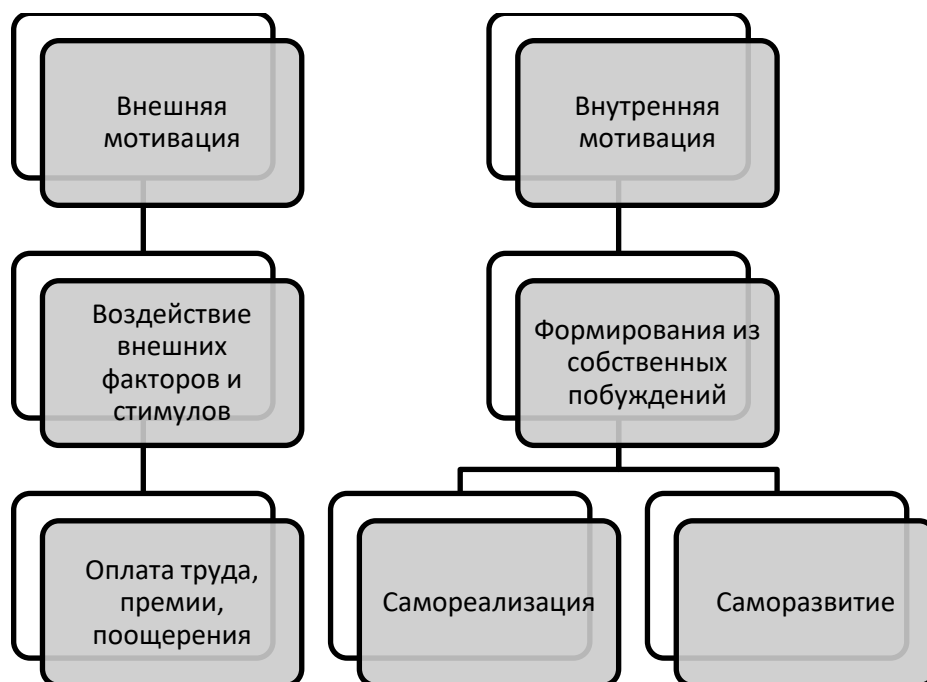 Внешняя
мотивация
Внутренняя
мотивация
Воздействие
внешних
факторов и
стимулов
Формирования из
собственных
побуждений
Оплата труда,
премии,
поощерения
Самореализация
Саморазвитие